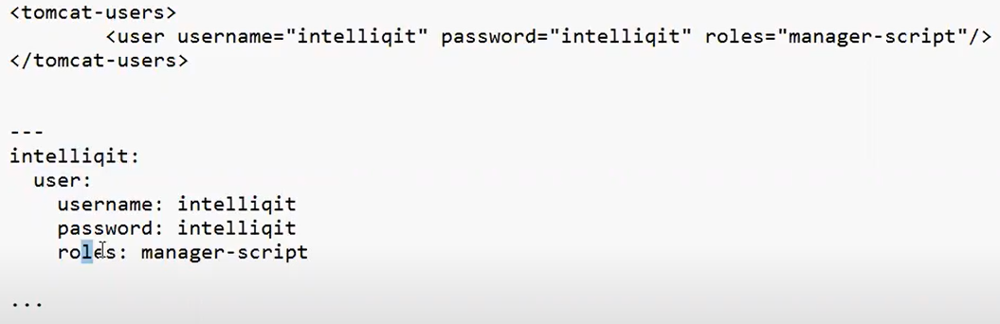 <tomcat-users>
<user username="intelliqit" password="intelliqit" roles="manager-script"/>
</tomcat-users>
---
intelliqit:
user:
username: intelliqit
password: intelliqit
roles: manager-script
...